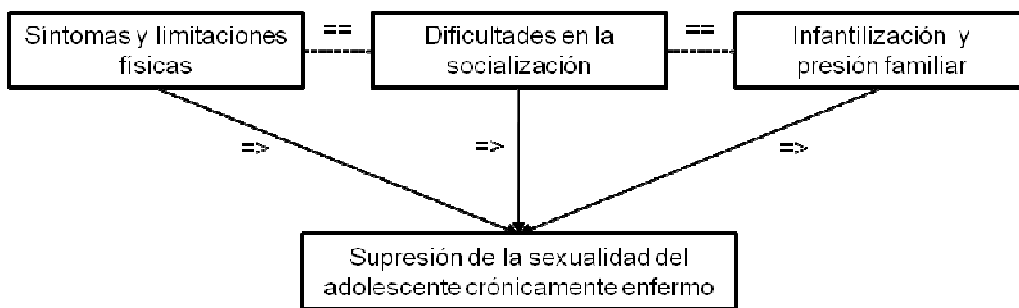 Síntomas y limitaciones
físicas
==
Dificultades en la
socialización
==
Infantilización y
presión familiar
=>
=>
=>
Supresión de la sexualidad del
adolescente crónicamente enfermo